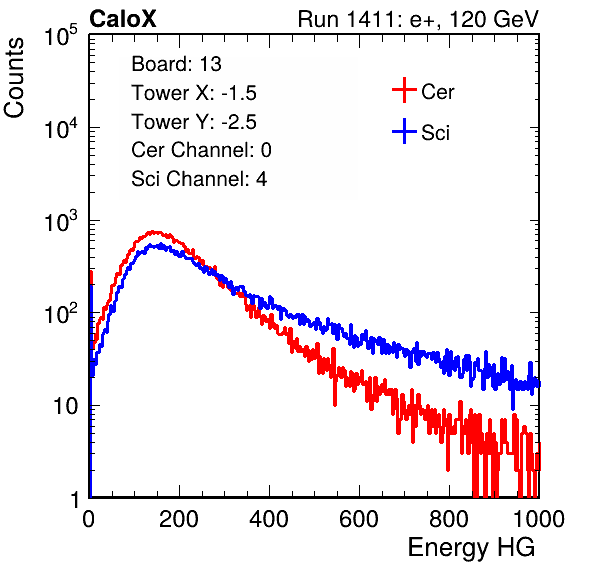 CaloX Run 1411: e+, 120 GeV
Counts
Board: 13
Tower X: -1.5
Tower Y: -2.5
Cer Channel: 0
Sci Channel: 4
Cer
Sci
10^5
10^4
10^3
10^2
10
1
0 200 400 600 800 1000
Energy HG